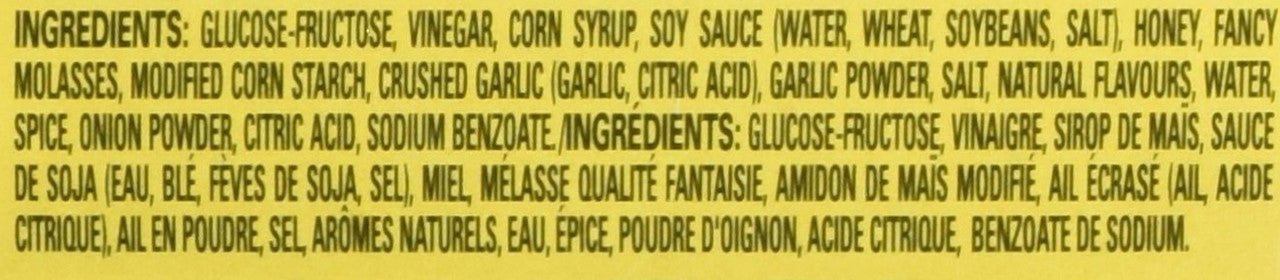 INGREDIENTS: GLUCOSE-FRUCTOSE, VINEGAR, CORN SYRUP, SOY SAUCE (WATER, WHEAT, SOYBEANS, SALT), HONEY, FANCY
MOLASSES, MODIFIED CORN STARCH, CRUSHED GARLIC (GARLIC, CITRIC ACID), GARLIC POWDER, SALT, NATURAL FLAVOURS, WATER,
SPICE, ONION POWDER, CITRIC ACID, SODIUM BENZOATE./INGRÉDIENTS: GLUCOSE-FRUCTOSE, VINAIGRE, SIROP DE MAÏS, SAUCE
DE SOJA (EAU, BLÉ, FÈVES DE SOJA, SEL), MIEL, MÉLASSE QUALITÉ FANTAISIE, AMIDON DE MAÏS MODIFIÉ, AIL ÉCRASÉ (AIL, ACIDE
CITRIQUE), AIL EN POUDRE, SEL, ARÔMES NATURELS, EAU, ÉPICE, POUDRE D'OIGNON, ACIDE CITRIQUE, BENZOATE DE SODIUM.